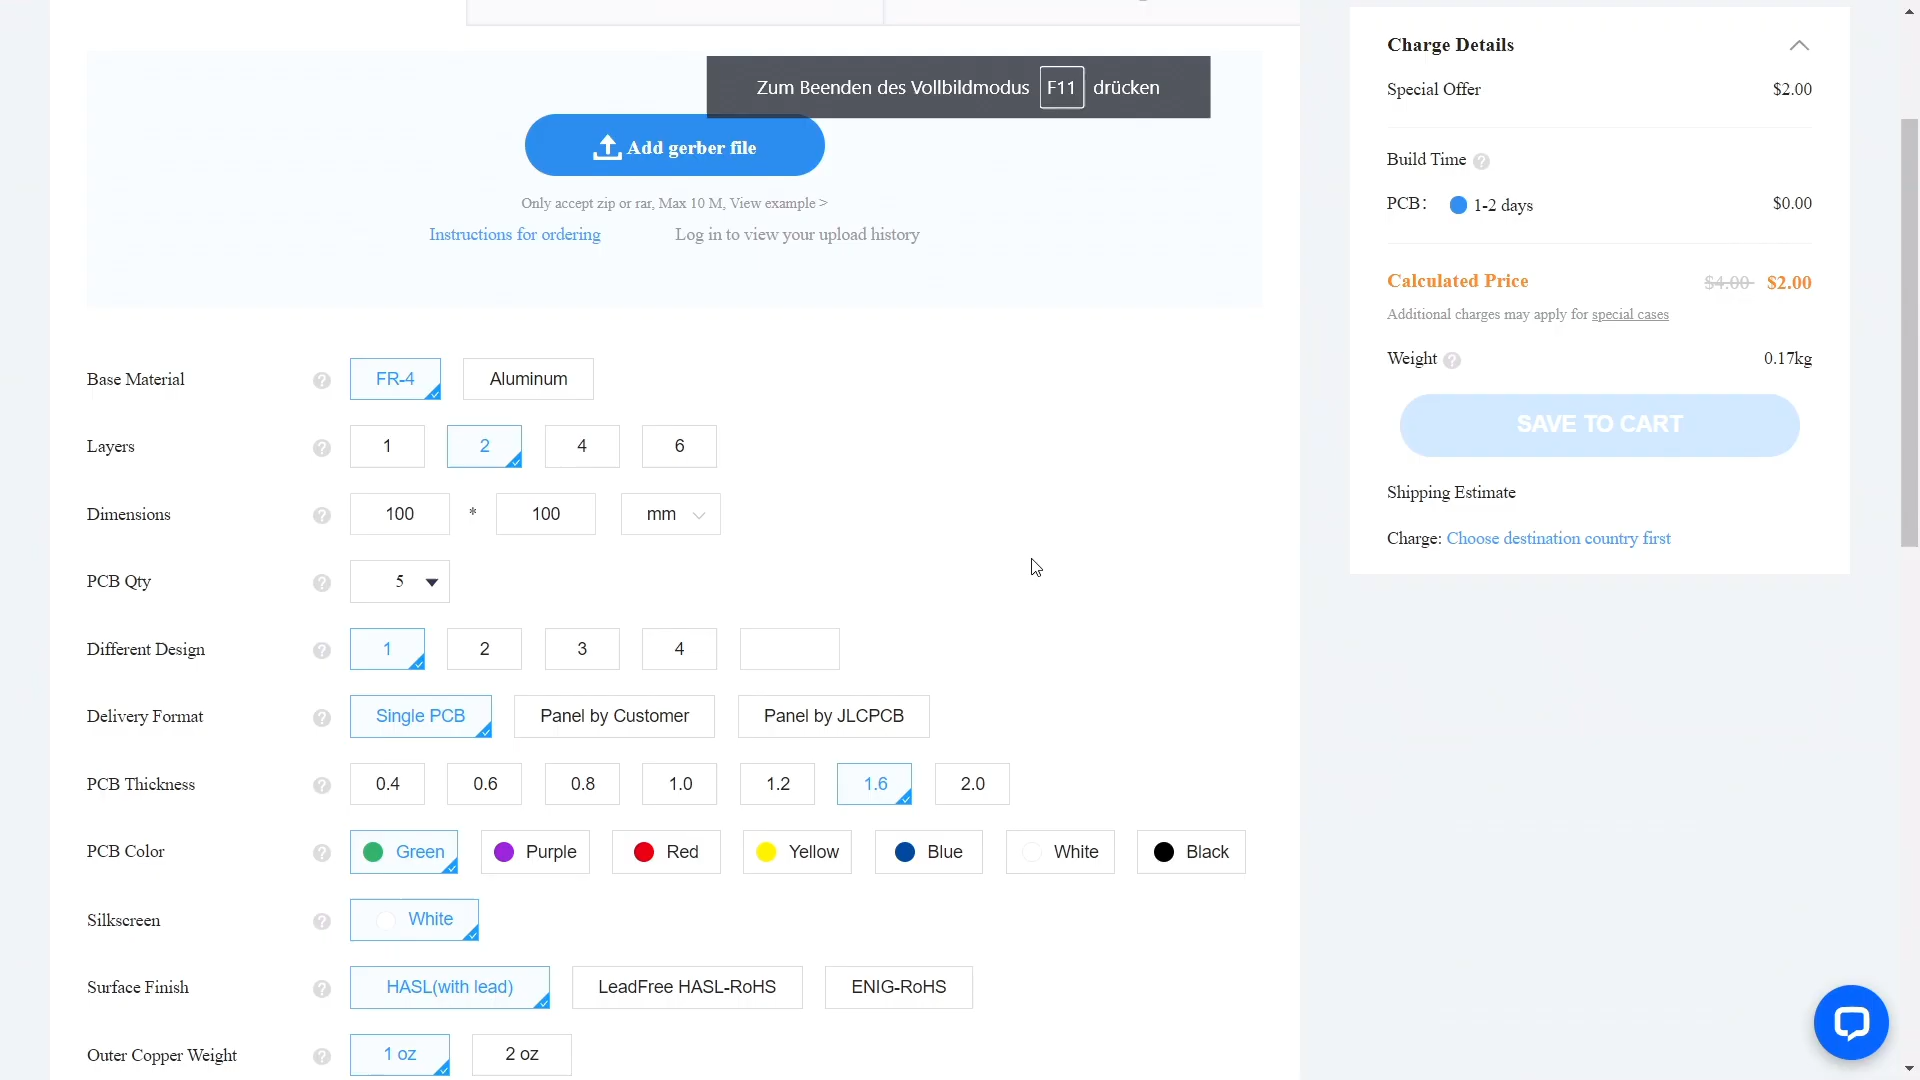 Zum Beenden des Vollbildmodus F11 drücken
Add gerber file
Only accept zip or rar, Max 10 M, View example >
Instructions for ordering Log in to view your upload history
Base Material ? FR-4 Aluminum
Layers ? 1 2 4 6
Dimensions ? 100 * 100 mm
PCB Qty ? 5
Different Design ? 1 2 3 4
Delivery Format ? Single PCB Panel by Customer Panel by JLCPCB
PCB Thickness ? 0.4 0.6 0.8 1.0 1.2 1.6 2.0
PCB Color ? Green Purple Red Yellow Blue White Black
Silkscreen ? White
Surface Finish ? HASL(with lead) LeadFree HASL-RoHS ENIG-RoHS
Outer Copper Weight ? 1 oz 2 oz
Charge Details
Special Offer $2.00
Build Time ?
PCB: 1-2 days $0.00
Calculated Price $4.00 $2.00
Additional charges may apply for special cases
Weight ? 0.17kg
SAVE TO CART
Shipping Estimate
Charge: Choose destination country first